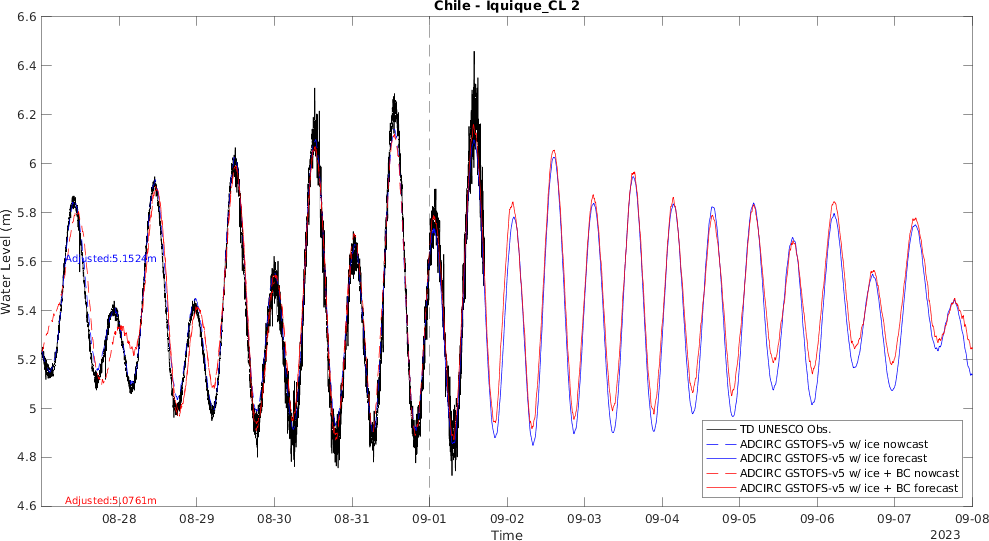 Chile - Iquique_CL 2
6.6
6.4
6.2
6
5.8
5.6
5.4
5.2
5
4.8
4.6
Water Level (m)
Adjusted:5.1524m
Adjusted:5.0761m
TD UNESCO Obs.
ADCIRC GSTOFS-v5 w/ ice nowcast
ADCIRC GSTOFS-v5 w/ ice forecast
ADCIRC GSTOFS-v5 w/ ice + BC nowcast
ADCIRC GSTOFS-v5 w/ ice + BC forecast
08-28 08-29 08-30 08-31 09-01 09-02 09-03 09-04 09-05 09-06 09-07 09-08
Time
2023